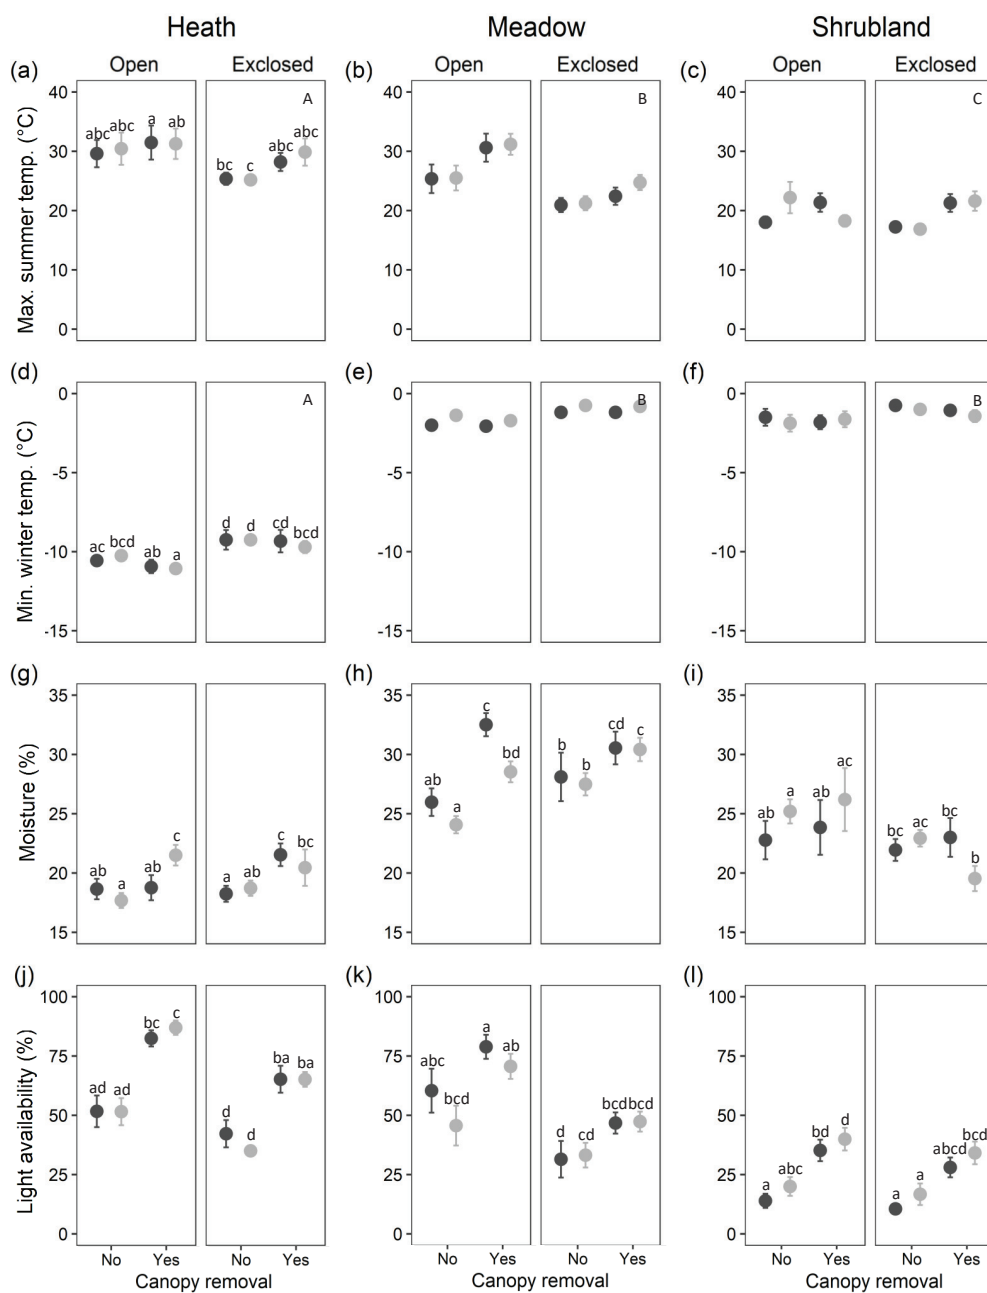 Heath Meadow Shrubland
(a) Open Exclosed (b) Open Exclosed (c) Open Exclosed
Max. summer temp. (°C)
40 40 40
30 30 30
20 20 20
10 10 10
0 0 0
abc abc a ab
bc c abc abc A
B
C
(d) (e) (f)
Min. winter temp. (°C)
0 0 0
-5 -5 -5
-10 -10 -10
-15 -15 -15
ac bcd ab a
d d cd bcd A
B
B
(g) (h) (i)
Moisture (%)
35 35 35
30 30 30
25 25 25
20 20 20
15 15 15
ab a ab c
a ab c bc
ab a c bd
b b cd c
ab a ab ac
bc ac bc b
(j) (k) (l)
Light availability (%)
100 100 100
75 75 75
50 50 50
25 25 25
0 0 0
ad ad bc c
d d ba ba
abc bcd a ab
d cd bcd bcd
a abc bd d
a a abcd bcd
No Yes No Yes No Yes No Yes No Yes No Yes
Canopy removal Canopy removal Canopy removal